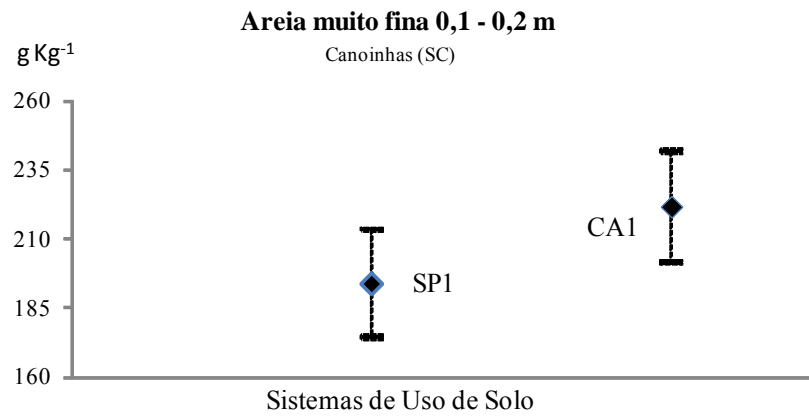 Areia muito fina 0,1 - 0,2 m
Canoinhas (SC)
g Kg-1
260
235
210
185
160
CA1
SP1
Sistemas de Uso de Solo